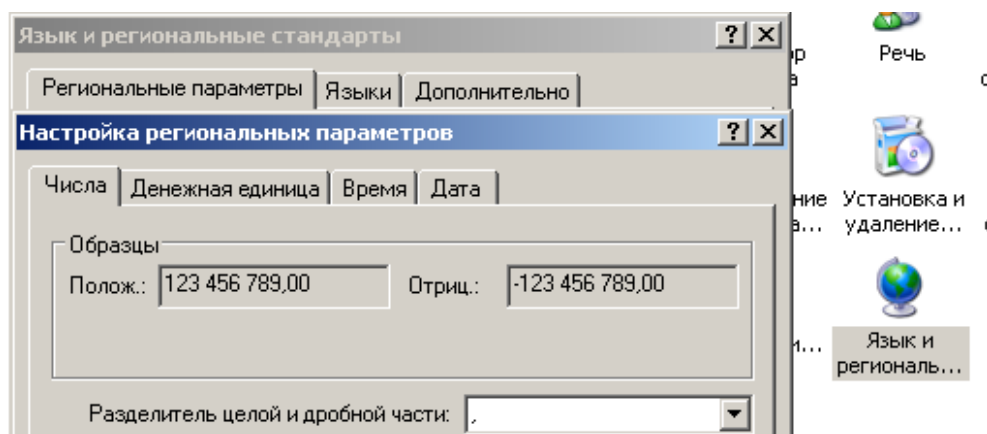 Язык и региональные стандарты
Региональные параметры Языки Дополнительно
Настройка региональных параметров
Числа Денежная единица Время Дата
Образцы
Полож.: 123 456 789,00 Отриц.: -123 456 789,00
Разделитель целой и дробной части: ,
Речь
Установка и
удаление...
Язык и
региональ...